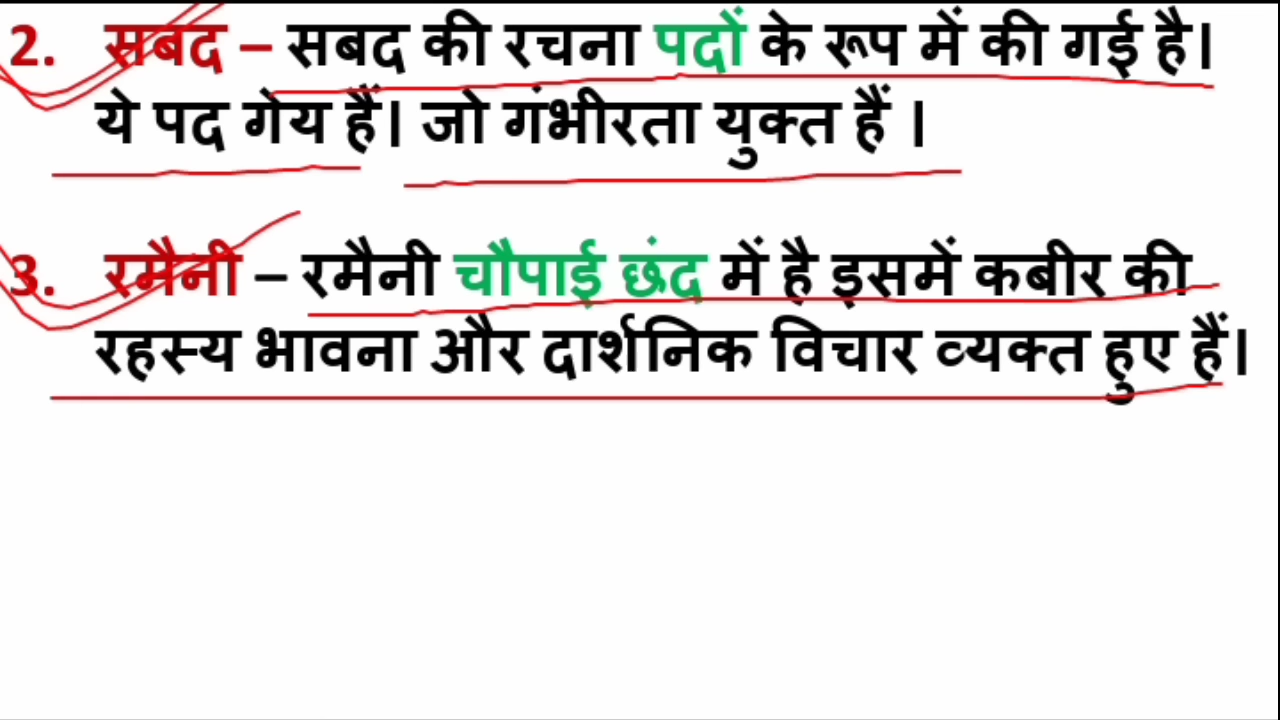 2. सबद – सबद की रचना पदों के रूप में की गई है।
ये पद गेय हैं। जो गंभीरता युक्त हैं ।
3. रमैनी – रमैनी चौपाई छंद में है इसमें कबीर की
रहस्य भावना और दार्शनिक विचार व्यक्त हुए हैं।